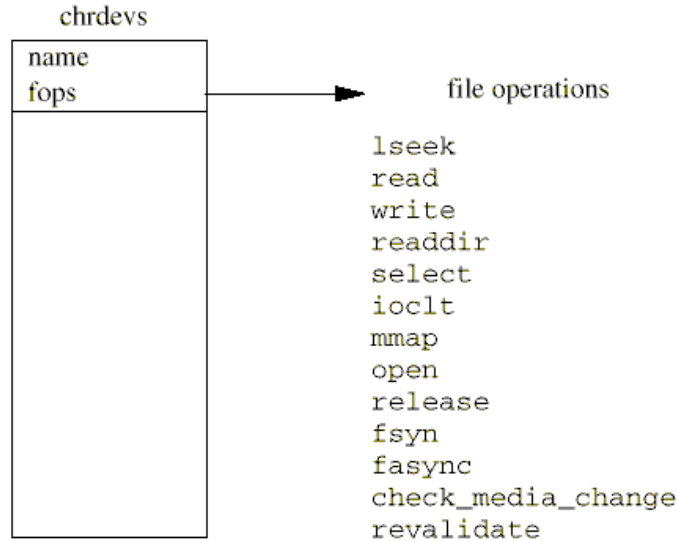 chrdevs
name
fops
file operations
lseek
read
write
readdir
select
ioclt
mmap
open
release
fsyn
fasync
check_media_change
revalidate